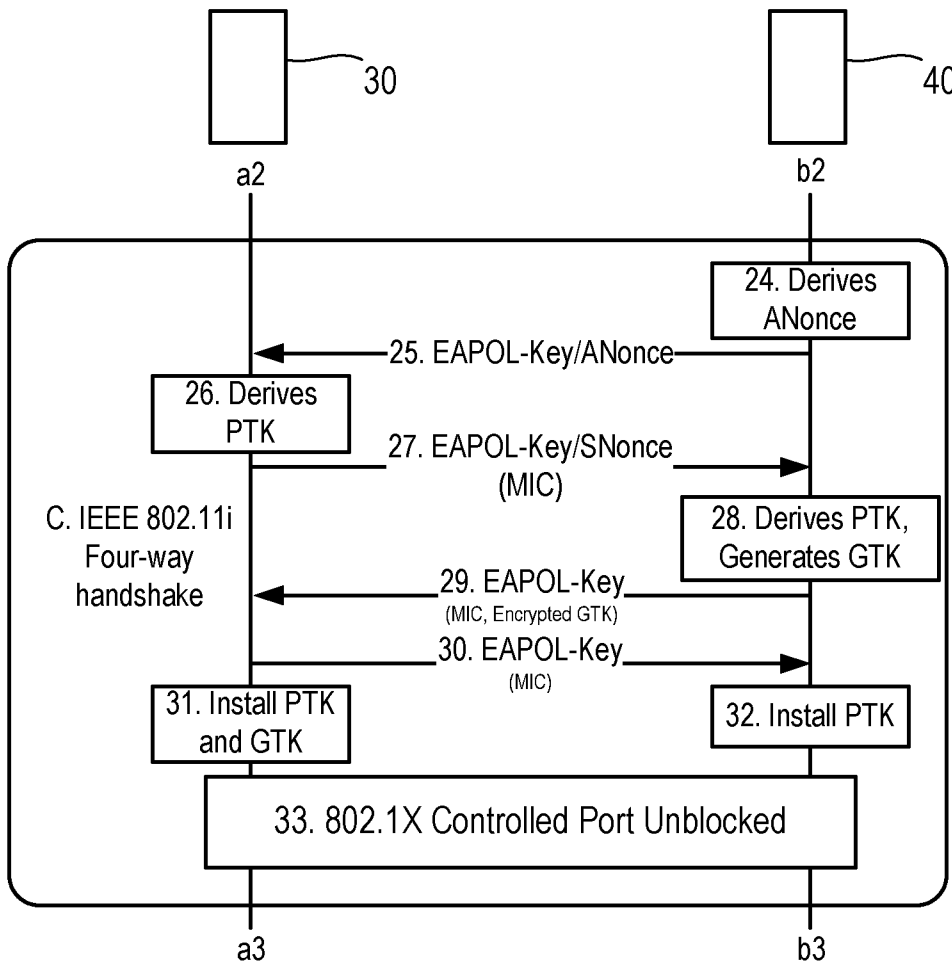 30
40
a2
b2
24. Derives
ANonce
25. EAPOL-Key/ANonce
26. Derives
PTK
27. EAPOL-Key/SNonce
(MIC)
C. IEEE 802.11i
Four-way
handshake
28. Derives PTK,
Generates GTK
29. EAPOL-Key
(MIC, Encrypted GTK)
30. EAPOL-Key
(MIC)
31. Install PTK
and GTK
32. Install PTK
33. 802.1X Controlled Port Unblocked
a3
b3